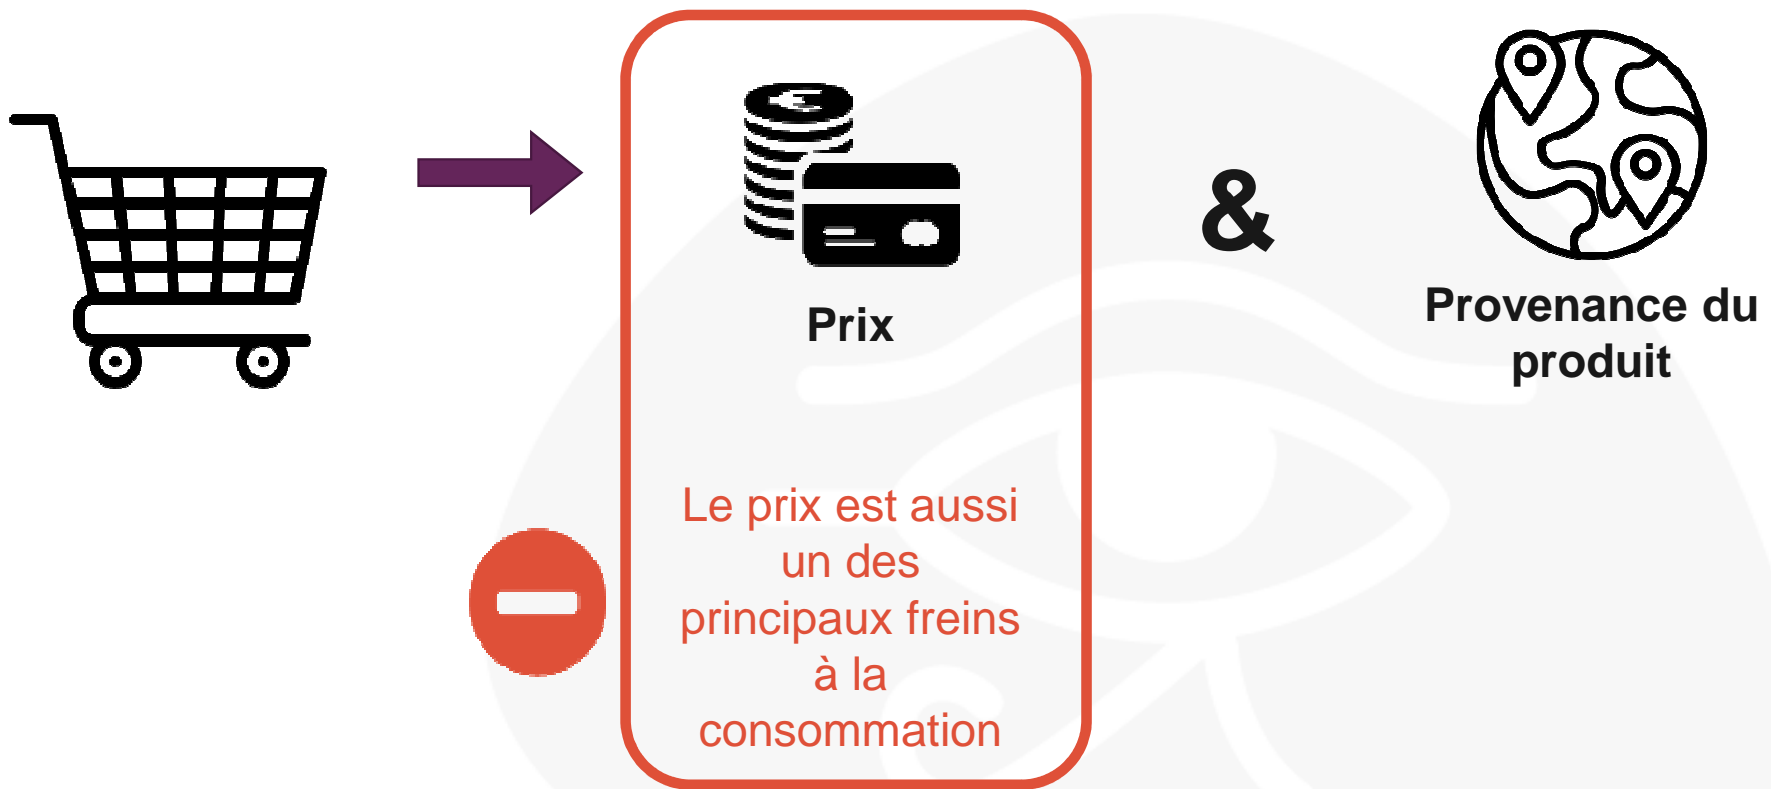 Prix
&
Provenance du
produit
Le prix est aussi
un des
principaux freins
à la
consommation